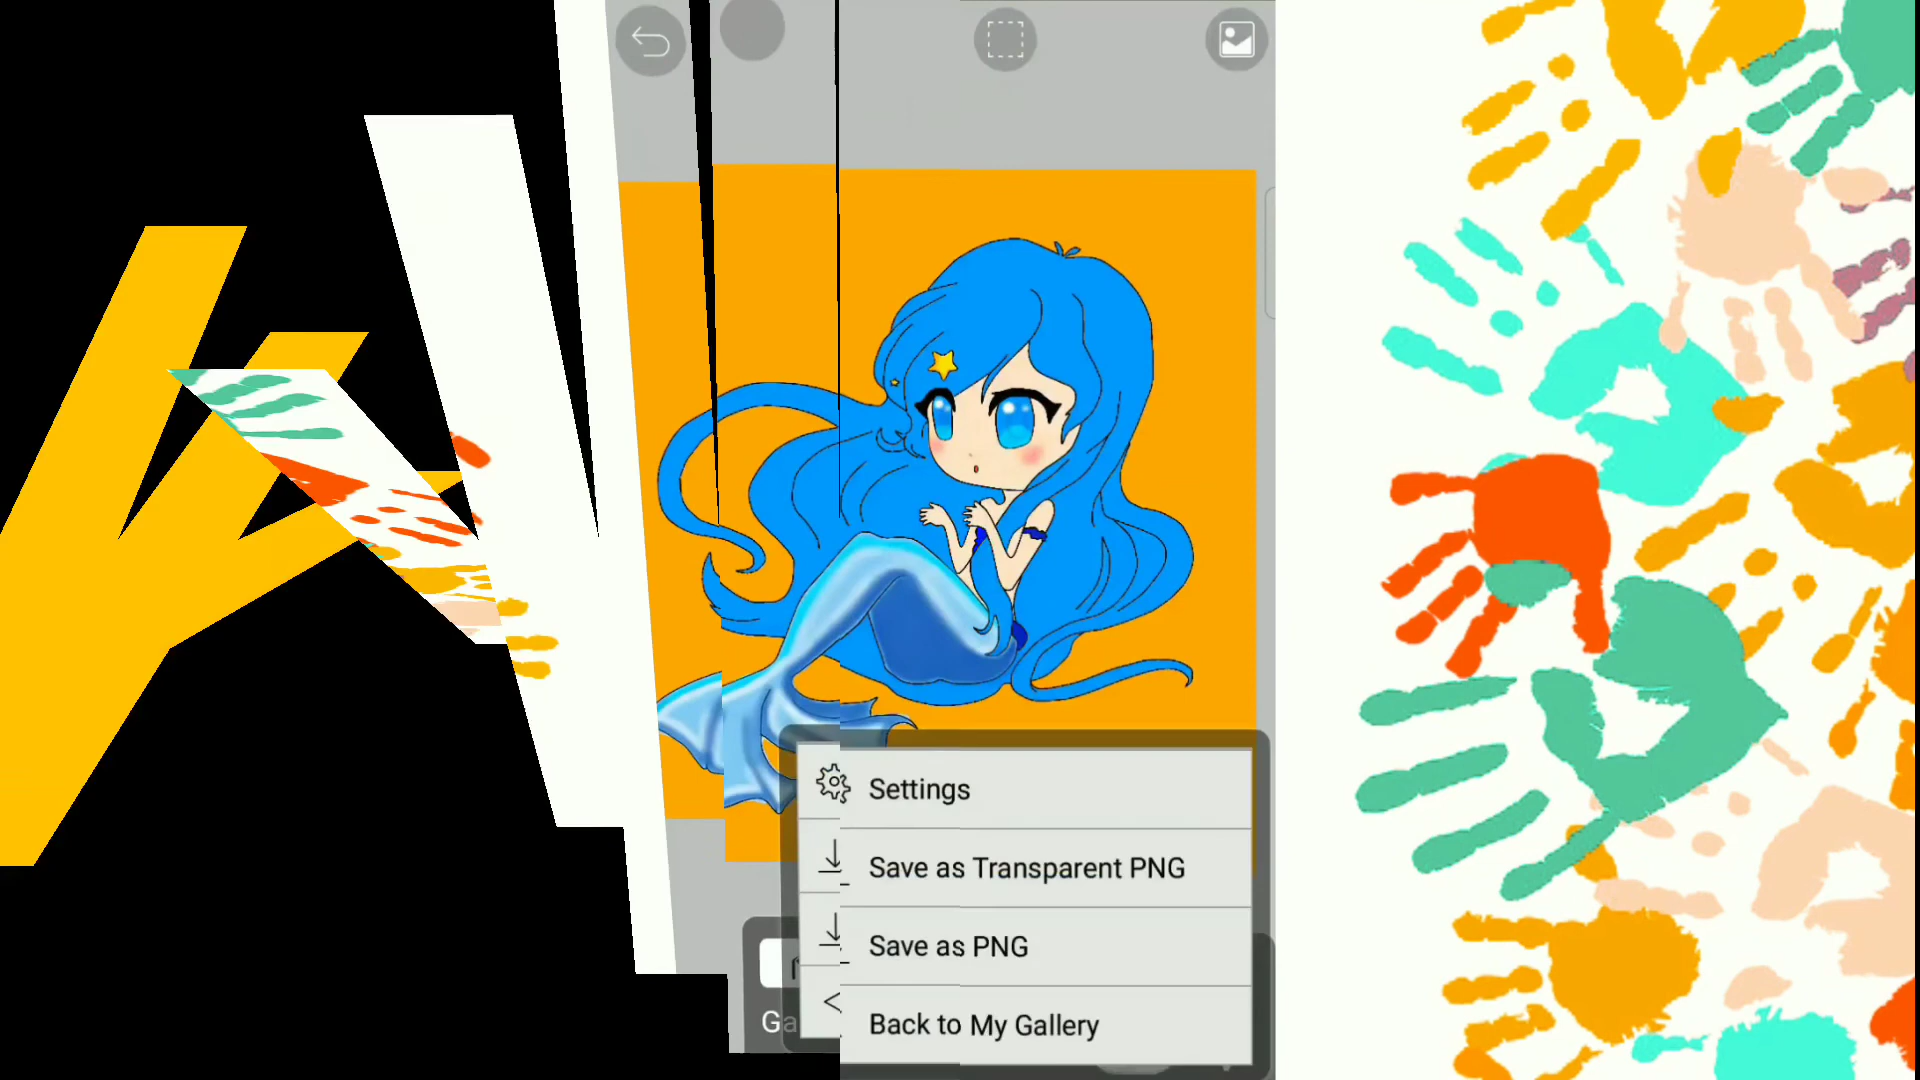 Settings
Save as Transparent PNG
Save as PNG
Back to My Gallery